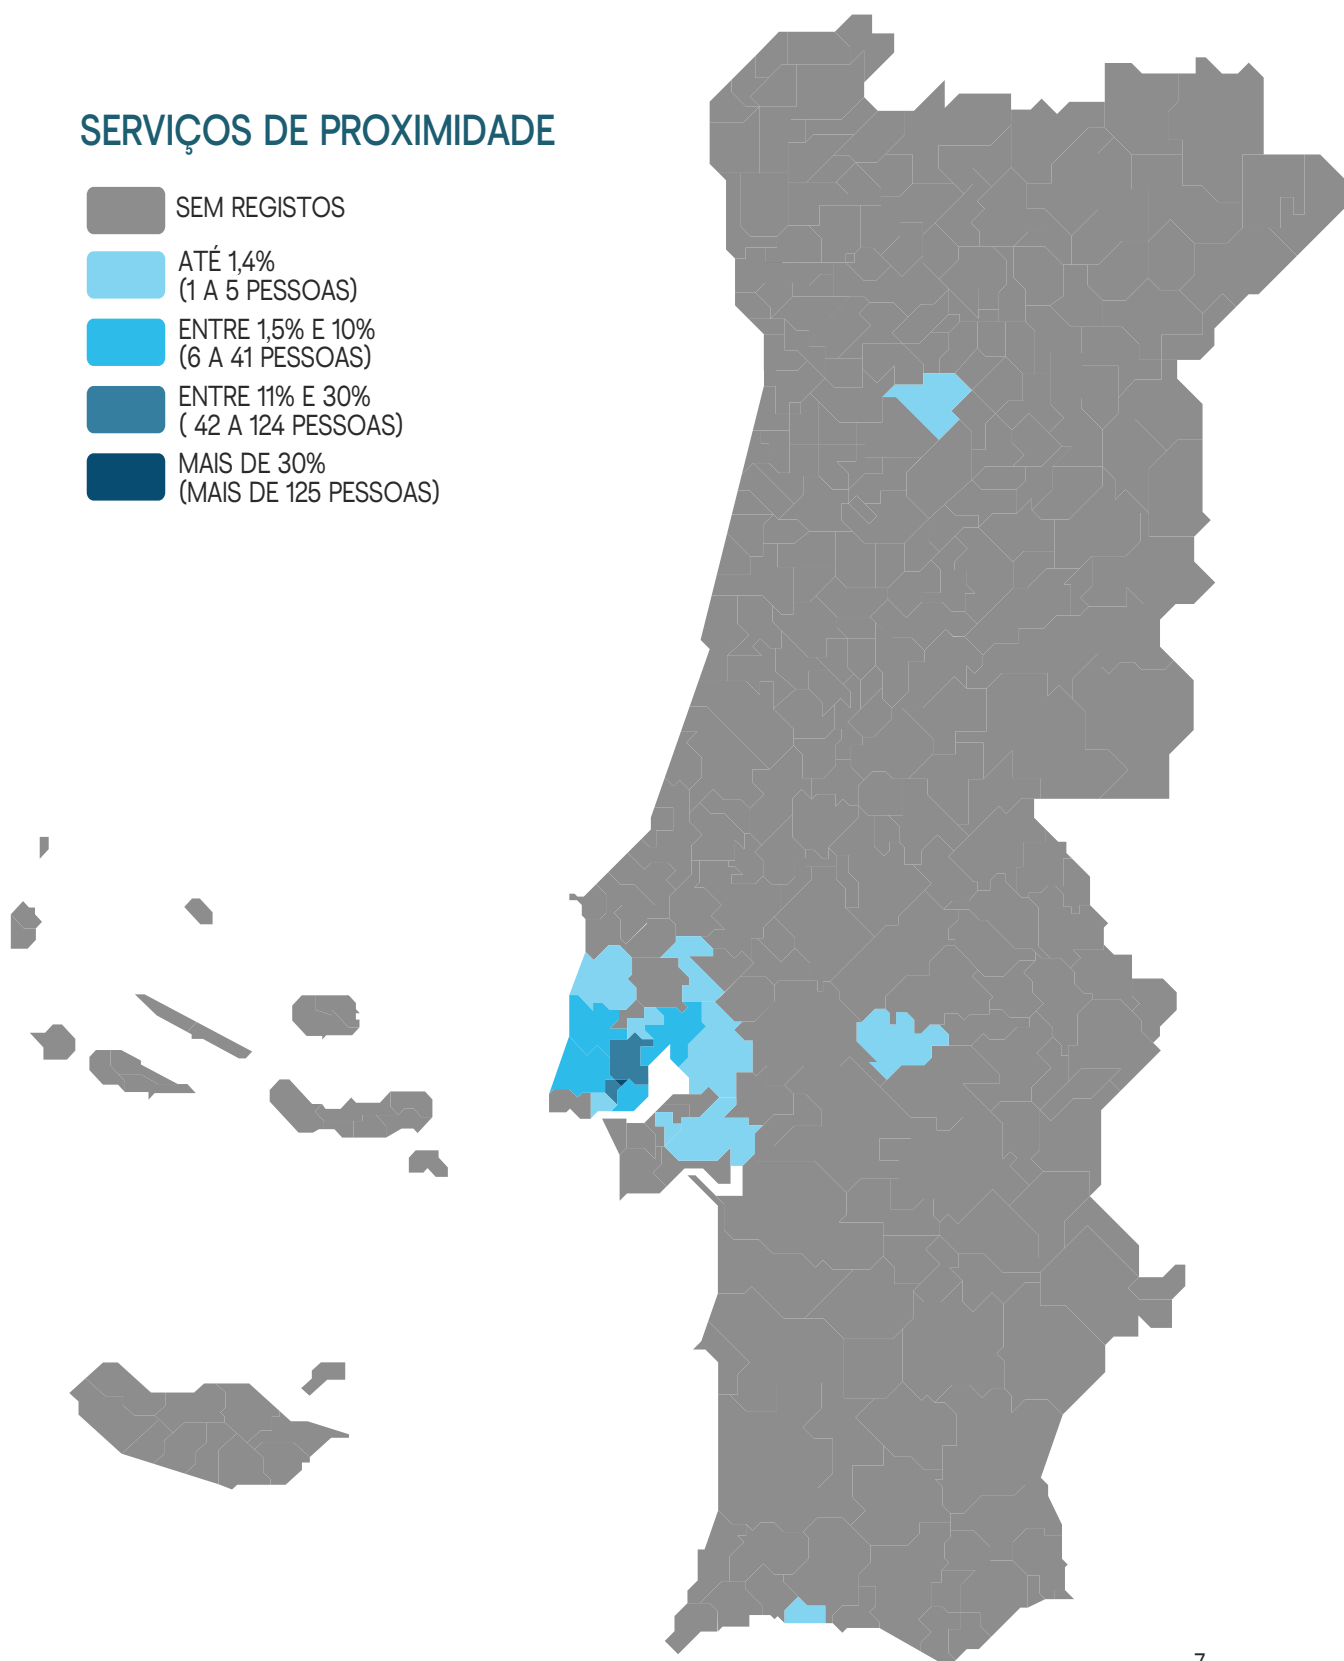 SERVIÇOS DE PROXIMIDADE
SEM REGISTOS
ATÉ 1,4%
(1 A 5 PESSOAS)
ENTRE 1,5% E 10%
(6 A 41 PESSOAS)
ENTRE 11% E 30%
( 42 A 124 PESSOAS)
MAIS DE 30%
(MAIS DE 125 PESSOAS)
7